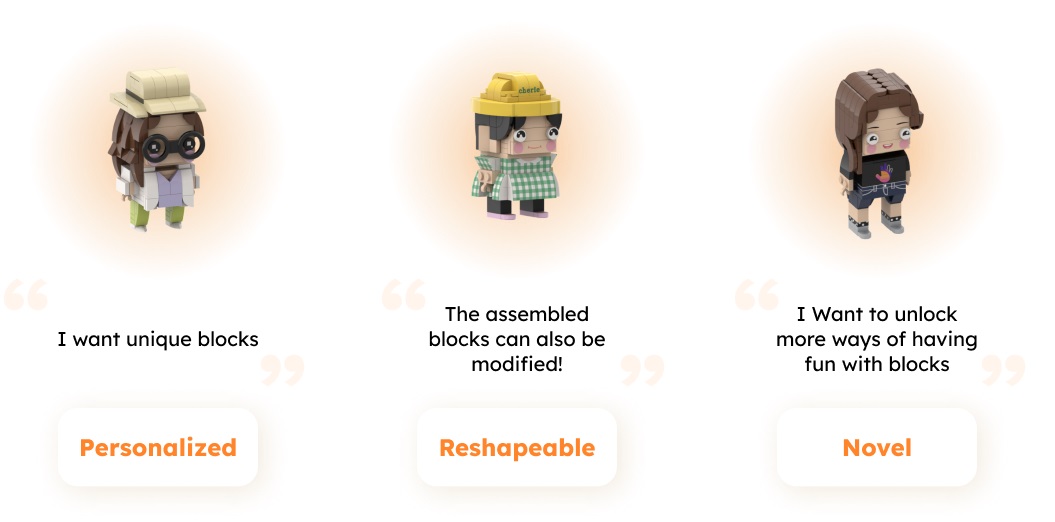 I want unique blocks
The assembled
blocks can also be
modified!
I Want to unlock
more ways of having
fun with blocks
Personalized
Reshapeable
Novel